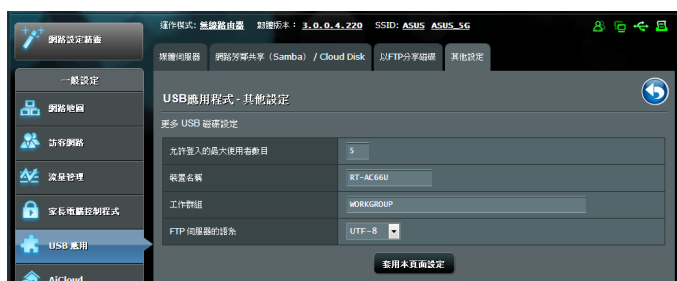 運作模式: 無線路由器 韌體版本: 3.0.0.4.220 SSID: ASUS ASUS_5G
網路設定精靈
媒體伺服器 網路芳鄰共享 (Samba) / Cloud Disk 以FTP分享磁碟 其他設定
一般設定
網路地圖
訪客網路
流量管理
家長電腦控制程式
USB 應用
AiCloud
USB應用程式 - 其他設定
更多 USB 磁碟設定
允許登入的最大使用者數目 5
裝置名稱 RT-AC66U
工作群組 WORKGROUP
FTP 伺服器的語系 UTF-8
套用本頁面設定